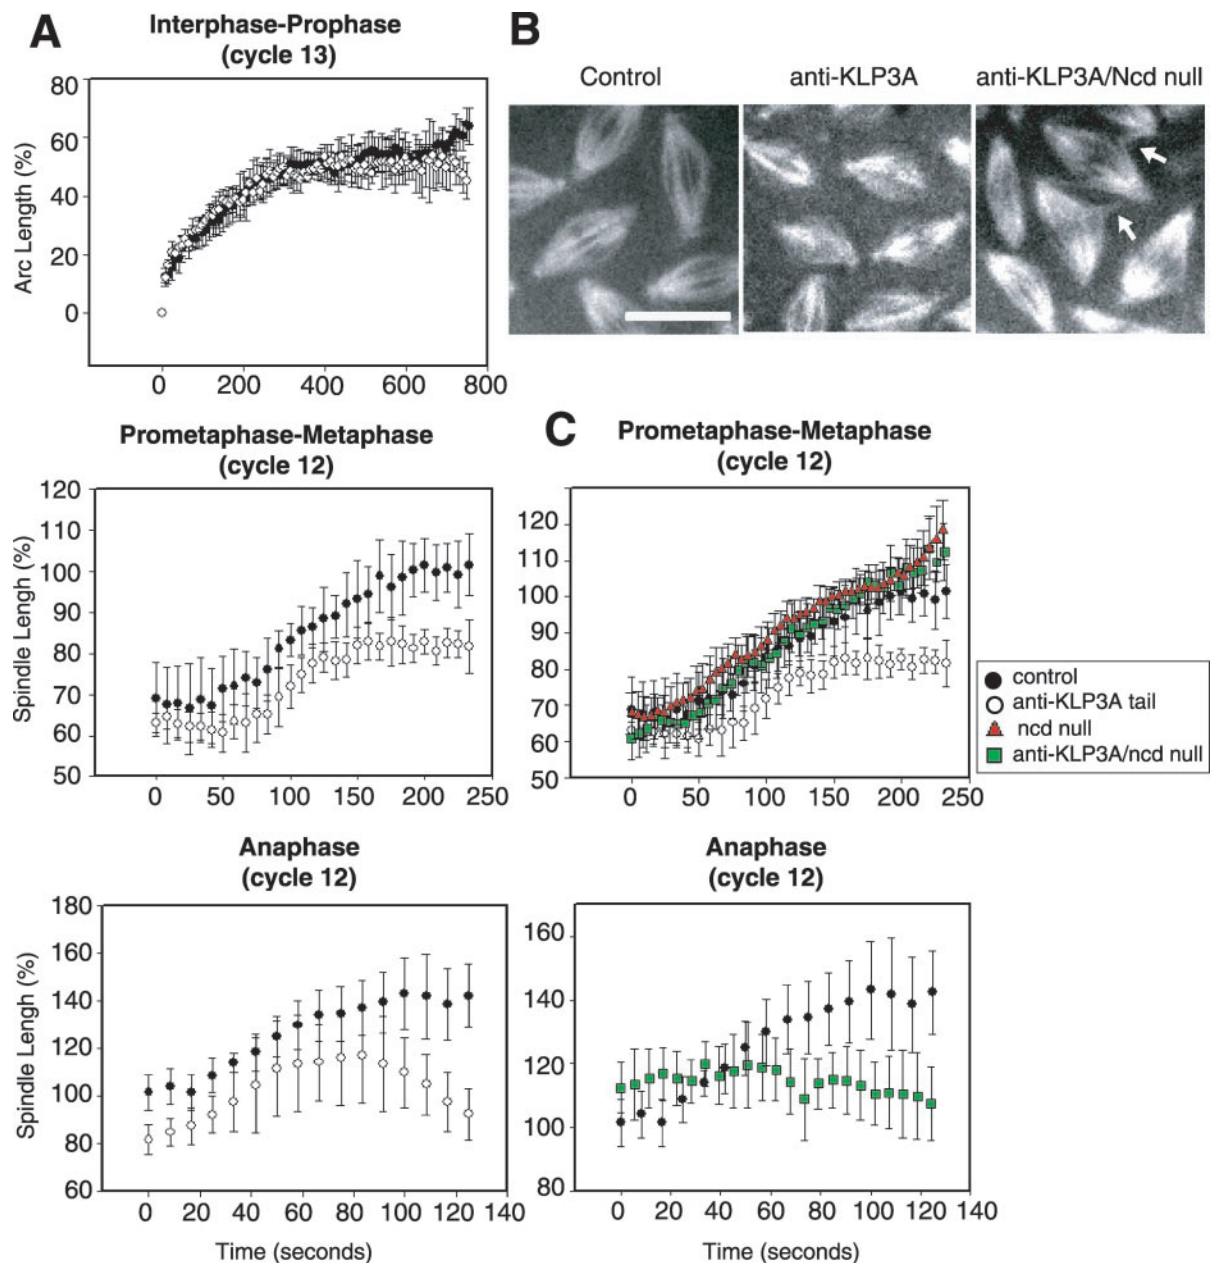 A
Interphase-Prophase
(cycle 13)
80
60
40
20
0
Arc Length (%)
0 200 400 600 800
B
Control
anti-KLP3A
anti-KLP3A/Ncd null
Prometaphase-Metaphase
(cycle 12)
120
110
100
90
80
70
60
50
Spindle Lengh (%)
0 50 100 150 200 250
C
Prometaphase-Metaphase
(cycle 12)
120
110
100
90
80
70
60
50
0 50 100 150 200 250
control
anti-KLP3A tail
ncd null
anti-KLP3A/ncd null
Anaphase
(cycle 12)
180
160
140
120
100
80
60
Spindle Lengh (%)
0 20 40 60 80 100 120 140
Time (seconds)
Anaphase
(cycle 12)
160
140
120
100
80
0 20 40 60 80 100 120 140
Time (seconds)